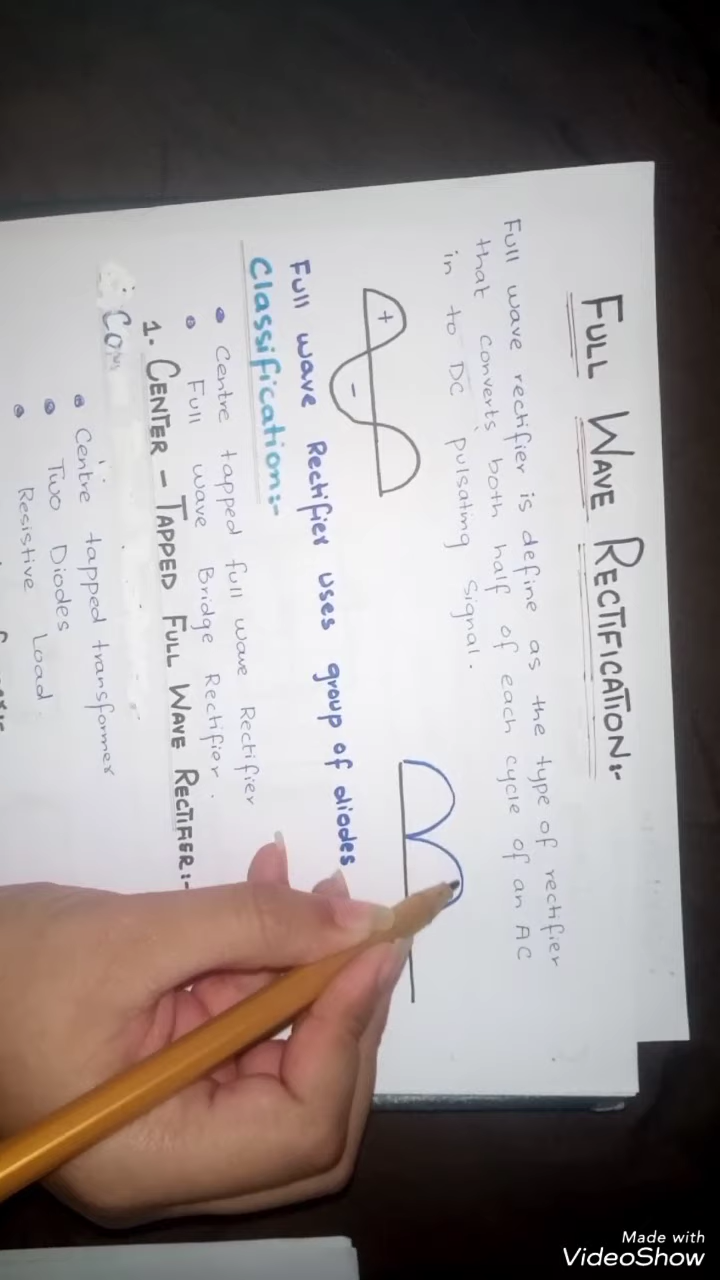 FULL WAVE RECTIFICATION:-
Full wave rectifier is define as the type of rectifier
that converts both half of each cycle of an AC
in to DC pulsating signal.
+
-
Full wave Rectifier uses group of diodes
Classification:-
• Centre tapped full wave Rectifier
• Full wave Bridge Rectifier.
1. CENTER - TAPPED FULL WAVE RECTIFIER:-
Com
• Centre tapped transformer
• Two Diodes
• Resistive Load
Made with
VideoShow